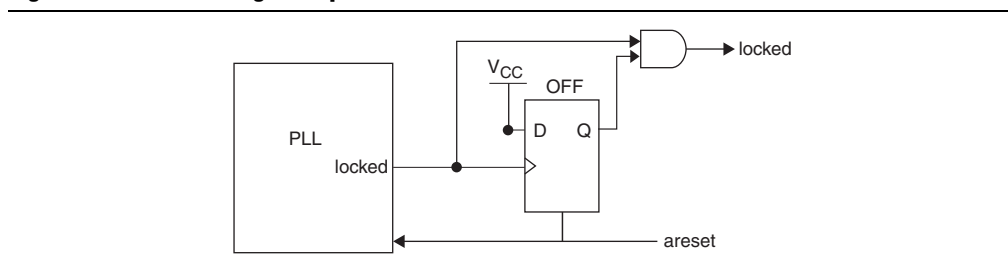 locked
VCC
OFF
PLL
D Q
locked
areset